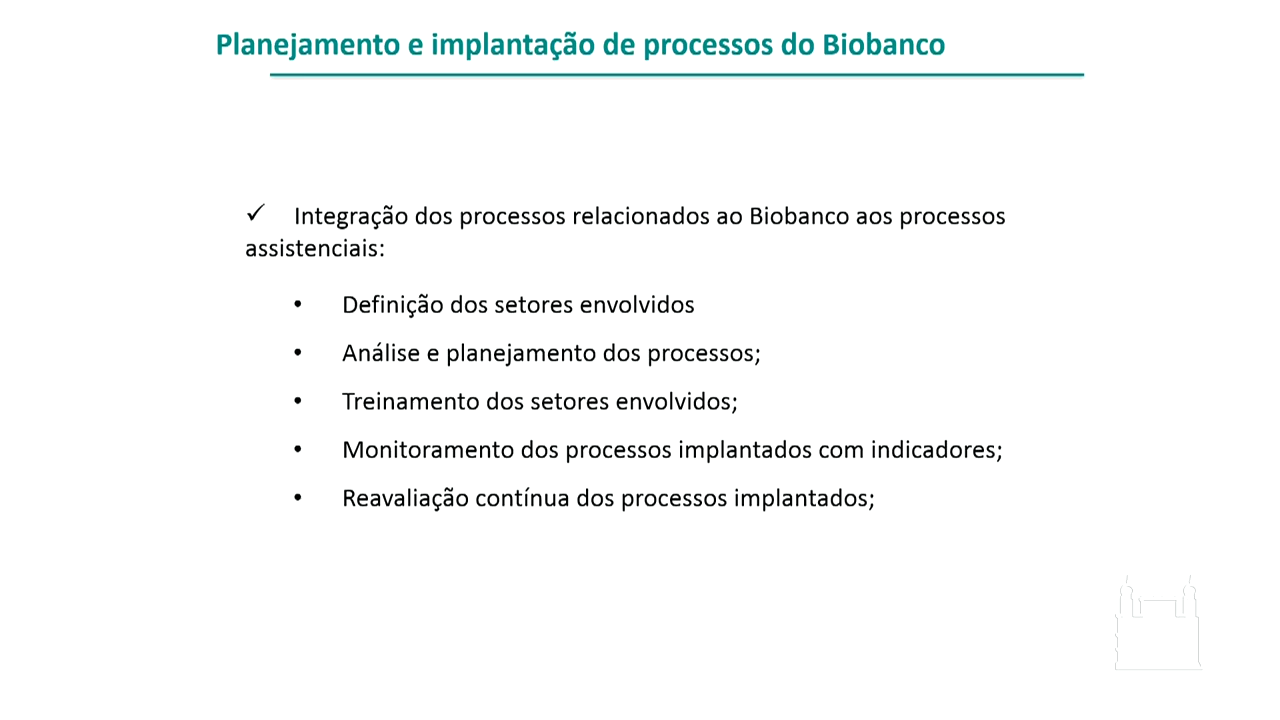 Planejamento e implantação de processos do Biobanco
✓ Integração dos processos relacionados ao Biobanco aos processos
assistenciais:
• Definição dos setores envolvidos
• Análise e planejamento dos processos;
• Treinamento dos setores envolvidos;
• Monitoramento dos processos implantados com indicadores;
• Reavaliação contínua dos processos implantados;